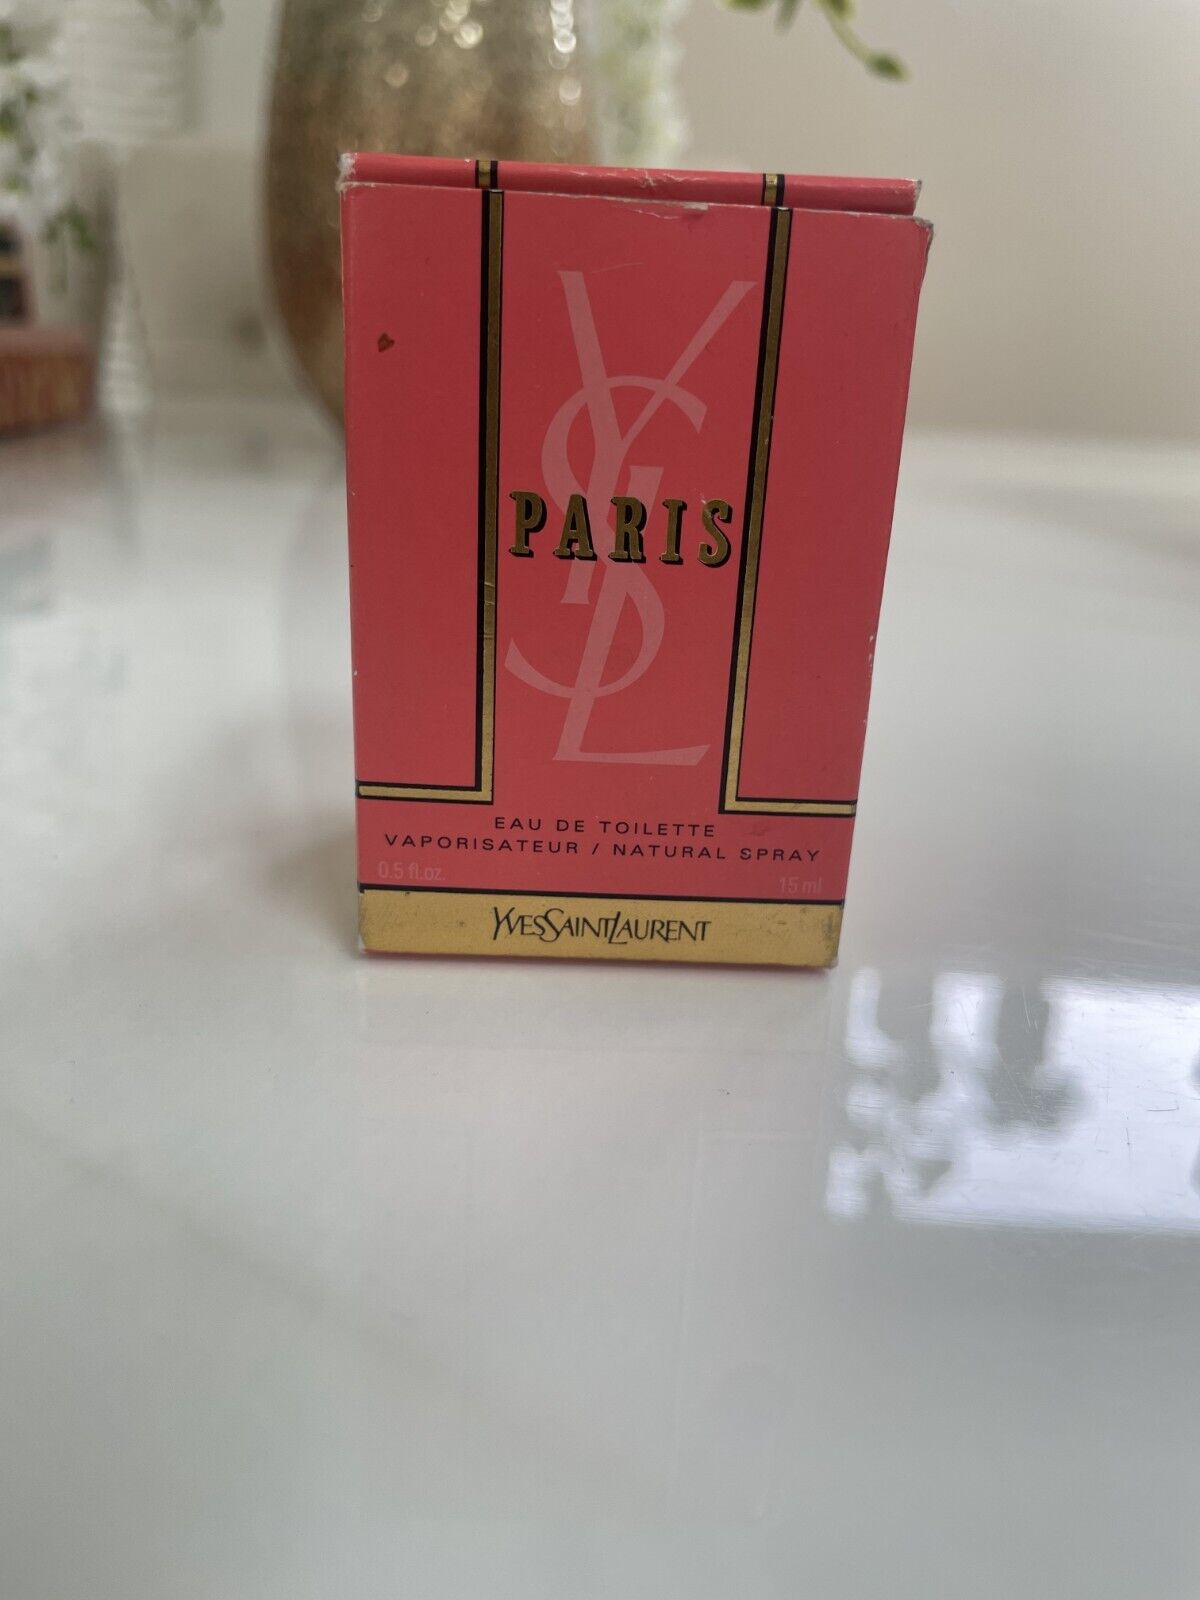 YSL
PARIS
EAU DE TOILETTE
VAPORISATEUR / NATURAL SPRAY
0.5 fl.oz. 15 ml
YVESSAINTLAURENT